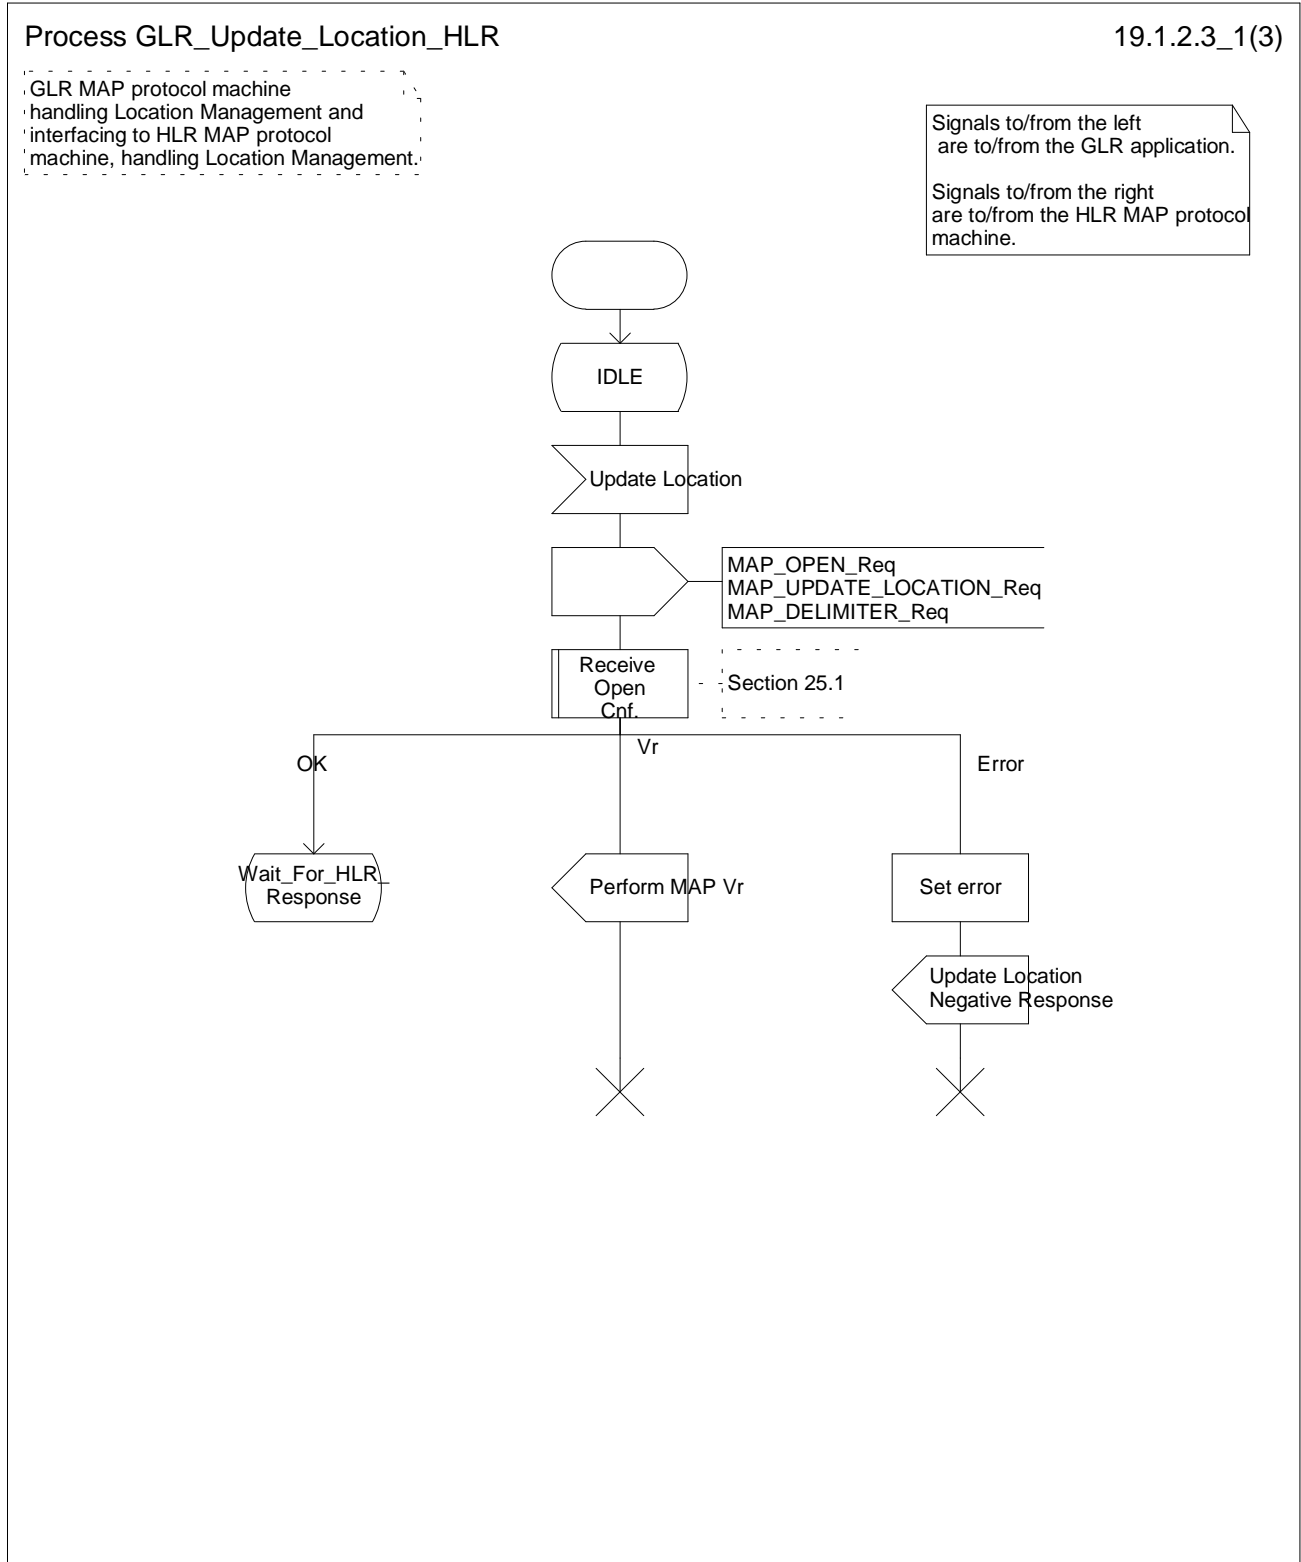 Process GLR_Update_Location_HLR
19.1.2.3_1(3)
GLR MAP protocol machine
handling Location Management and
interfacing to HLR MAP protocol
machine, handling Location Management.
Signals to/from the left
are to/from the GLR application.
Signals to/from the right
are to/from the HLR MAP protocol
machine.
IDLE
Update Location
MAP_OPEN_Req
MAP_UPDATE_LOCATION_Req
MAP_DELIMITER_Req
Receive
Open
Cnf.
Section 25.1
OK
Vr
Error
Wait_For_HLR_
Response
Perform MAP Vr
Set error
Update Location
Negative Response